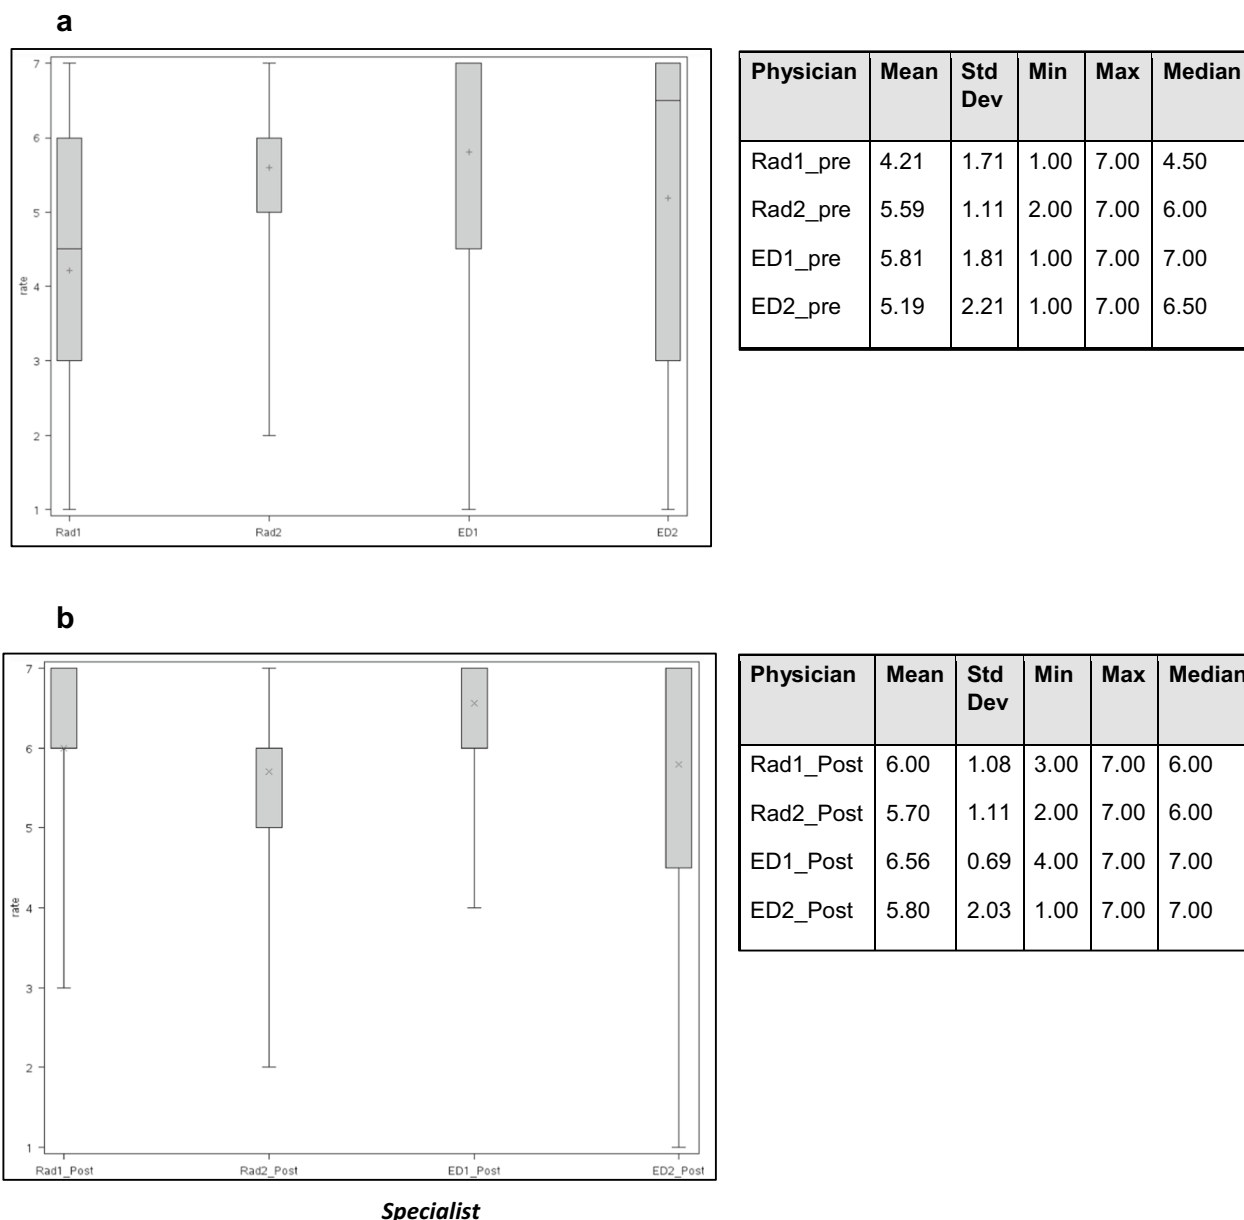 a
7
6
5
4
3
2
1
rate
Rad1 Rad2 ED1 ED2
Physician Mean Std Dev Min Max Median
Rad1_pre 4.21 1.71 1.00 7.00 4.50
Rad2_pre 5.59 1.11 2.00 7.00 6.00
ED1_pre 5.81 1.81 1.00 7.00 7.00
ED2_pre 5.19 2.21 1.00 7.00 6.50
b
7
6
5
4
3
2
1
rate
Rad1_Post Rad2_Post ED1_Post ED2_Post
Specialist
Physician Mean Std Dev Min Max Median
Rad1_Post 6.00 1.08 3.00 7.00 6.00
Rad2_Post 5.70 1.11 2.00 7.00 6.00
ED1_Post 6.56 0.69 4.00 7.00 7.00
ED2_Post 5.80 2.03 1.00 7.00 7.00